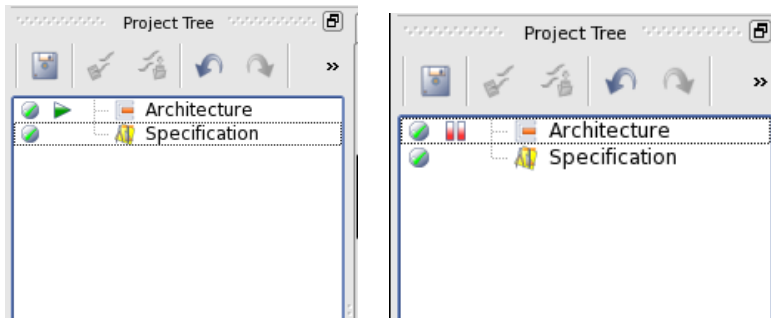 Project Tree
»
Architecture
Specification
Project Tree
»
Architecture
Specification